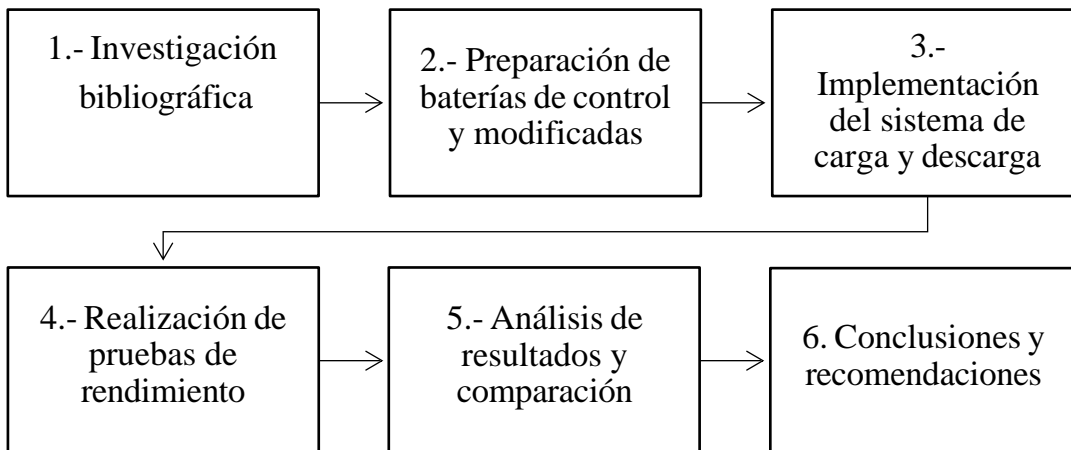 1.- Investigación
bibliográfica
2.- Preparación de
baterías de control
y modificadas
3.-
Implementación
del sistema de
carga y descarga
4.- Realización de
pruebas de
rendimiento
5.- Análisis de
resultados y
comparación
6. Conclusiones y
recomendaciones